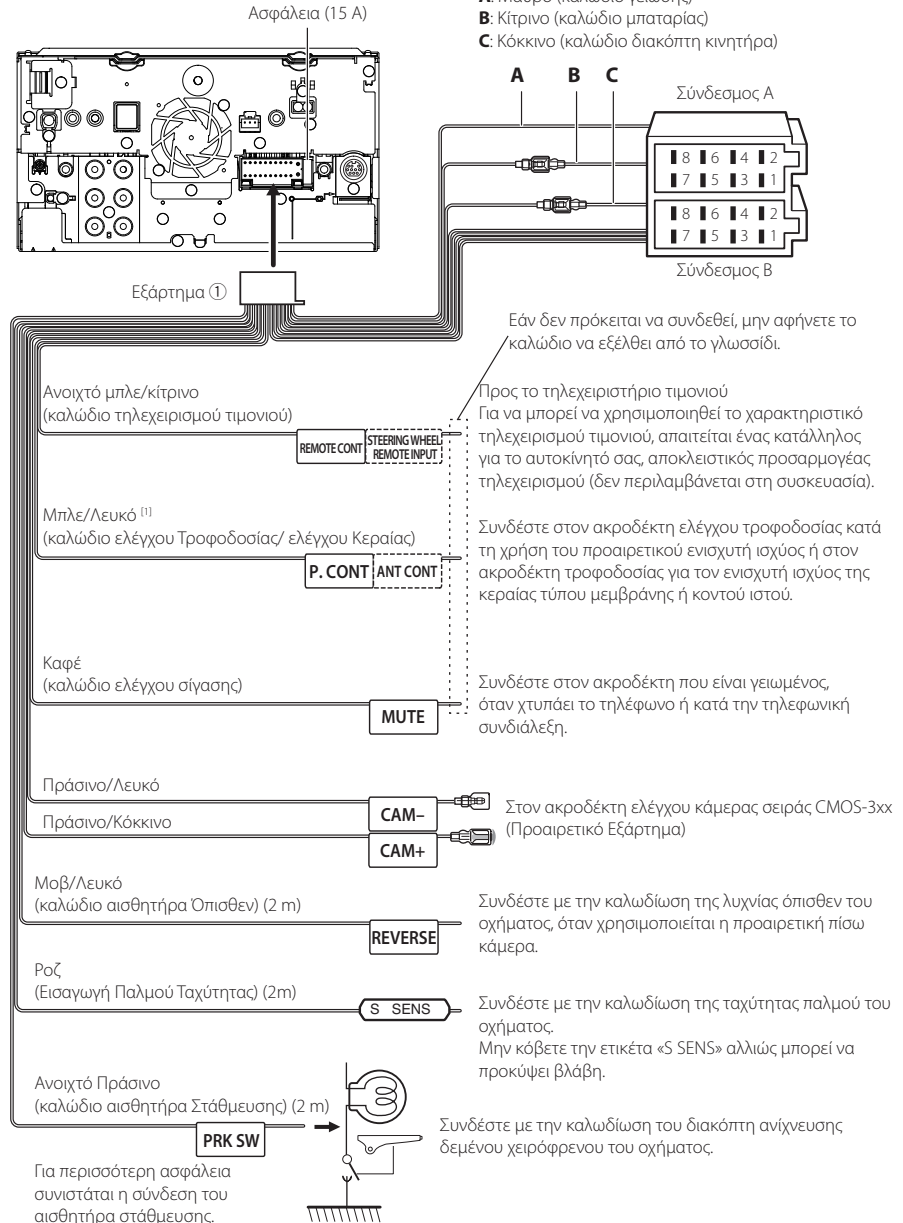 Ασφάλεια (15 A)
B: Κίτρινο (καλώδιο μπαταρίας)
C: Κόκκινο (καλώδιο διακόπτη κινητήρα)
A B C
Σύνδεσμος A
8 6 4 2
7 5 3 1
8 6 4 2
7 5 3 1
Σύνδεσμος B
Εξάρτημα ①
Εάν δεν πρόκειται να συνδεθεί, μην αφήνετε το
καλώδιο να εξέλθει από το γλωσσίδι.
Ανοιχτό μπλε/κίτρινο
(καλώδιο τηλεχειρισμού τιμονιού)
REMOTE CONT
STEERING WHEEL
REMOTE INPUT
Προς το τηλεχειριστήριο τιμονιού
Για να μπορεί να χρησιμοποιηθεί το χαρακτηριστικό
τηλεχειρισμού τιμονιού, απαιτείται ένας κατάλληλος
για το αυτοκίνητό σας, αποκλειστικός προσαρμογέας
τηλεχειρισμού (δεν περιλαμβάνεται στη συσκευασία).
Μπλε/Λευκό [1]
(καλώδιο ελέγχου Τροφοδοσίας/ ελέγχου Κεραίας)
P. CONT
ANT CONT
Συνδέστε στον ακροδέκτη ελέγχου τροφοδοσίας κατά
τη χρήση του προαιρετικού ενισχυτή ισχύος ή στον
ακροδέκτη τροφοδοσίας για τον ενισχυτή ισχύος της
κεραίας τύπου μεμβράνης ή κοντού ιστού.
Καφέ
(καλώδιο ελέγχου σίγασης)
MUTE
Συνδέστε στον ακροδέκτη που είναι γειωμένος,
όταν χτυπάει το τηλέφωνο ή κατά την τηλεφωνική
συνδιάλεξη.
Πράσινο/Λευκό
CAM–
Πράσινο/Κόκκινο
CAM+
Στον ακροδέκτη ελέγχου κάμερας σειράς CMOS-3xx
(Προαιρετικό Εξάρτημα)
Μοβ/Λευκό
(καλώδιο αισθητήρα Όπισθεν) (2 m)
REVERSE
Συνδέστε με την καλωδίωση της λυχνίας όπισθεν του
οχήματος, όταν χρησιμοποιείται η προαιρετική πίσω
κάμερα.
Ροζ
(Εισαγωγή Παλμού Ταχύτητας) (2m)
S SENS
Συνδέστε με την καλωδίωση της ταχύτητας παλμού του
οχήματος.
Μην κόβετε την ετικέτα «S SENS» αλλιώς μπορεί να
προκύψει βλάβη.
Ανοιχτό Πράσινο
(καλώδιο αισθητήρα Στάθμευσης) (2 m)
PRK SW
Συνδέστε με την καλωδίωση του διακόπτη ανίχνευσης
δεμένου χειρόφρενου του οχήματος.
Για περισσότερη ασφάλεια
συνιστάται η σύνδεση του
αισθητήρα στάθμευσης.